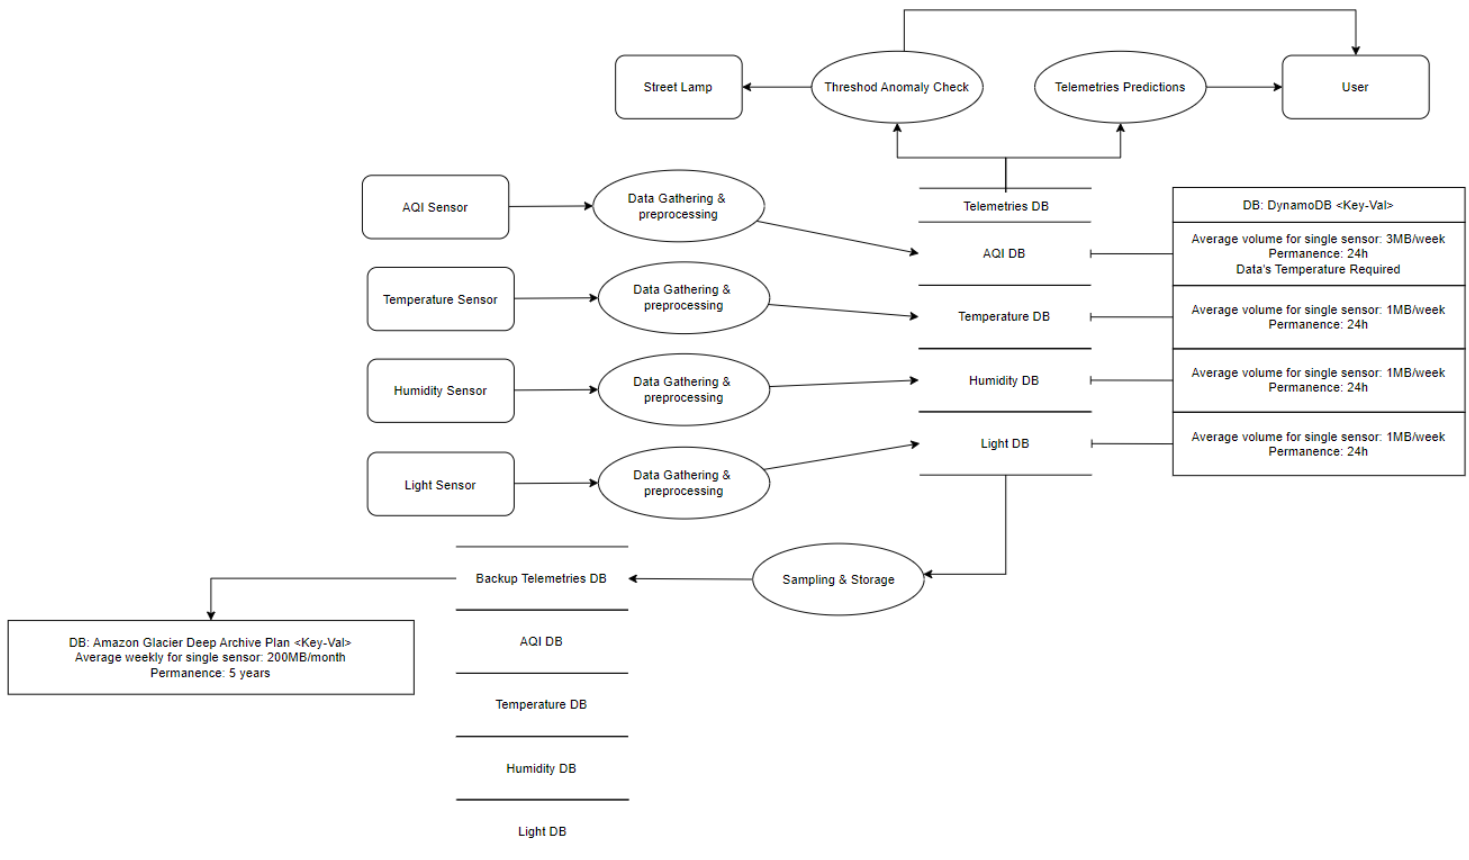 Street Lamp
Threshod Anomaly Check
Telemetries Predictions
User
AQI Sensor
Data Gathering &
preprocessing
Telemetries DB
DB: DynamoDB <Key-Val>
AQI DB
Average volume for single sensor: 3MB/week
Permanence: 24h
Data's Temperature Required
Temperature Sensor
Data Gathering &
preprocessing
Temperature DB
Average volume for single sensor: 1MB/week
Permanence: 24h
Humidity Sensor
Data Gathering &
preprocessing
Humidity DB
Average volume for single sensor: 1MB/week
Permanence: 24h
Light Sensor
Data Gathering &
preprocessing
Light DB
Average volume for single sensor: 1MB/week
Permanence: 24h
Backup Telemetries DB
Sampling & Storage
DB: Amazon Glacier Deep Archive Plan <Key-Val>
Average weekly for single sensor: 200MB/month
Permanence: 5 years
AQI DB
Temperature DB
Humidity DB
Light DB